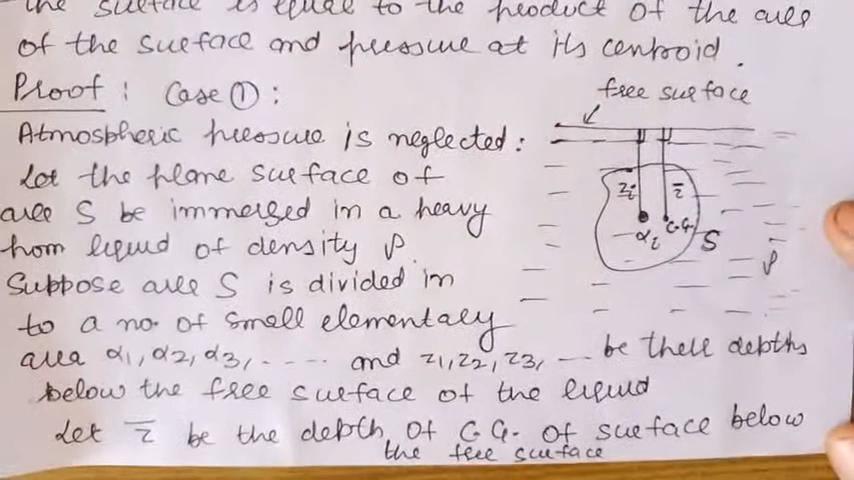 the surface is equal to the product of the area
of the surface and pressure at its centroid.
Proof : Case ① :
free surface
Atmospheric pressure is neglected :
Let the plane surface of
area S be immersed in a heavy
hom liquid of density ρ.
z_i z̄
α_i C.G. S
ρ
Suppose area S is divided in
to a no. of small elementary
area α1, α2, α3, ..... and z1, z2, z3, ... be their depths
below the free surface of the liquid
Let z̄ be the depth of C.G. of surface below
the free surface